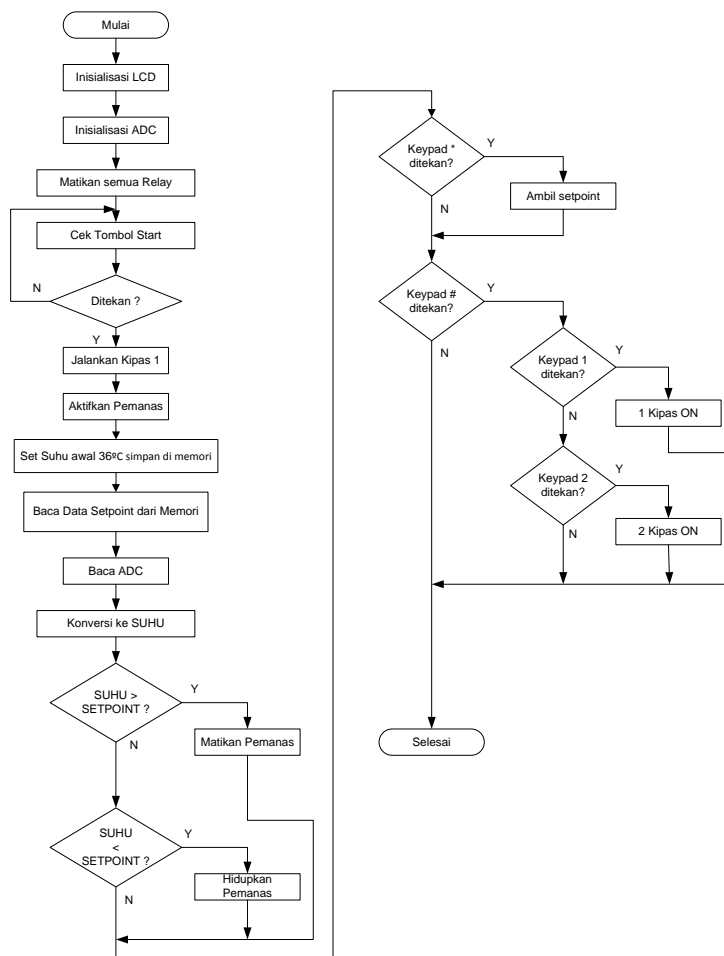 Mulai
Inisialisasi LCD
Inisialisasi ADC
Matikan semua Relay
Cek Tombol Start
N
Ditekan ?
Y
Jalankan Kipas 1
Aktifkan Pemanas
Set Suhu awal 36ºC simpan di memori
Baca Data Setpoint dari Memori
Baca ADC
Konversi ke SUHU
SUHU >
SETPOINT ?
Y
N
Matikan Pemanas
SUHU
<
SETPOINT ?
Y
N
Hidupkan
Pemanas
Keypad *
ditekan?
Y
N
Ambil setpoint
Keypad #
ditekan?
Y
N
Keypad 1
ditekan?
Y
N
1 Kipas ON
Keypad 2
ditekan?
Y
N
2 Kipas ON
Selesai